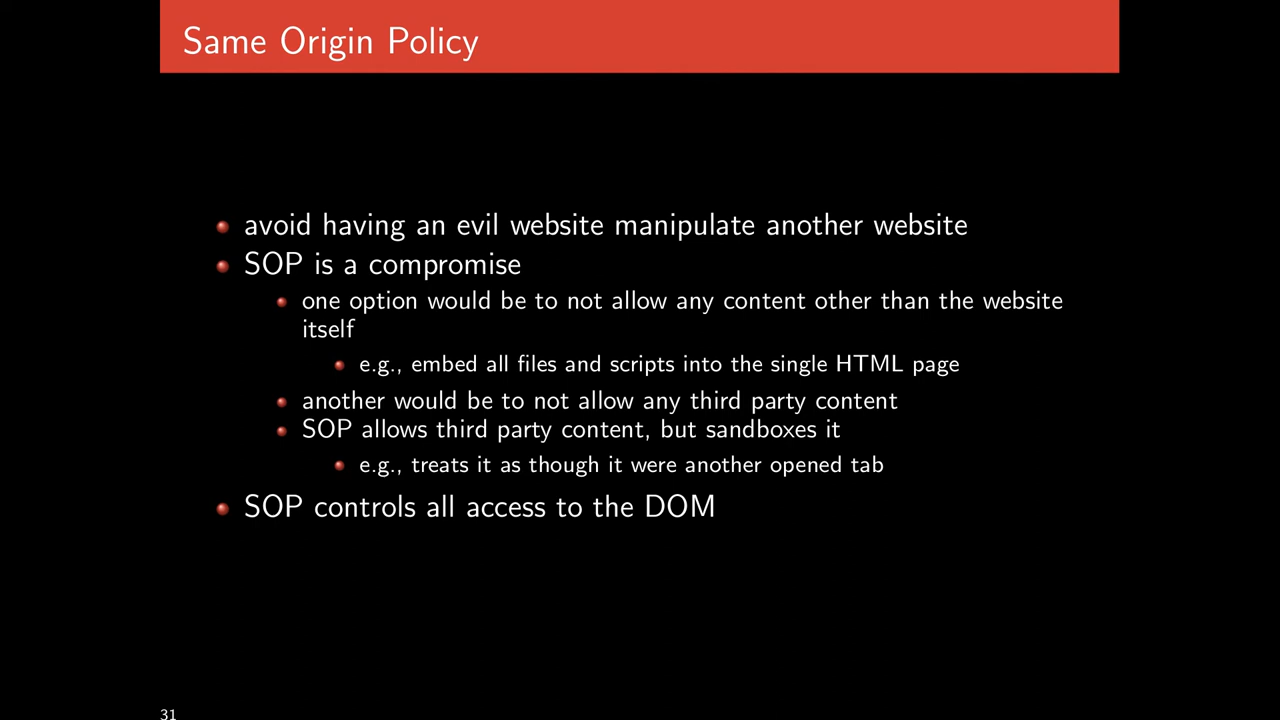 Same Origin Policy
avoid having an evil website manipulate another website
SOP is a compromise
one option would be to not allow any content other than the website
itself
e.g., embed all files and scripts into the single HTML page
another would be to not allow any third party content
SOP allows third party content, but sandboxes it
e.g., treats it as though it were another opened tab
SOP controls all access to the DOM
31